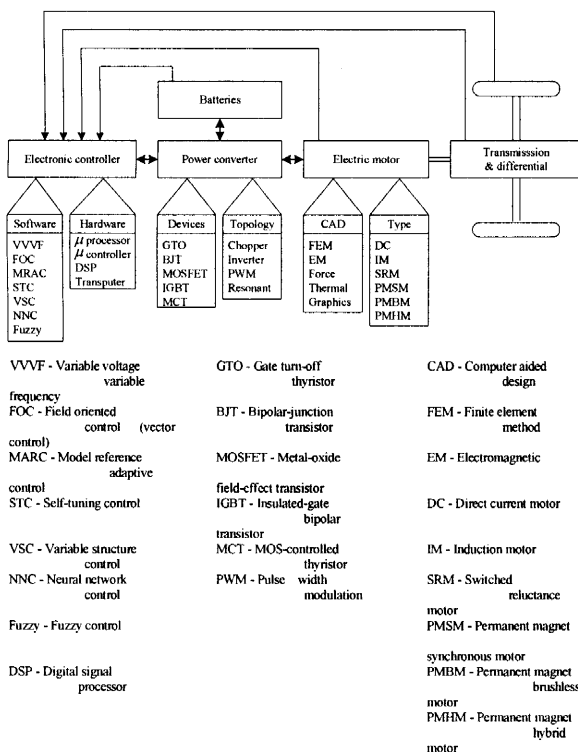 Batteries
Electronic controller
Power converter
Electric motor
Transmisssion
& differential
Software
VVVF
FOC
MRAC
STC
VSC
NNC
Fuzzy
Hardware
μ processor
μ controller
DSP
Transputer
Devices
GTO
BJT
MOSFET
IGBT
MCT
Topology
Chopper
Inverter
PWM
Resonant
CAD
FEM
EM
Force
Thermal
Graphics
Type
DC
IM
SRM
PMSM
PMBM
PMHM
VVVF - Variable voltage
variable
frequency
FOC - Field oriented
control (vector
control)
MARC - Model reference
adaptive
control
STC - Self-tuning control
VSC - Variable structure
control
NNC - Neural network
control
Fuzzy - Fuzzy control
DSP - Digital signal
processor
GTO - Gate turn-off
thyristor
BJT - Bipolar-junction
transistor
MOSFET - Metal-oxide
field-effect transistor
IGBT - Insulated-gate
bipolar
transistor
MCT - MOS-controlled
thyristor
PWM - Pulse width
modulation
CAD - Computer aided
design
FEM - Finite element
method
EM - Electromagnetic
DC - Direct current motor
IM - Induction motor
SRM - Switched
reluctance
motor
PMSM - Permanent magnet
synchronous motor
PMBM - Permanent magnet
brushless
motor
PMHM - Permanent magnet
hybrid
motor